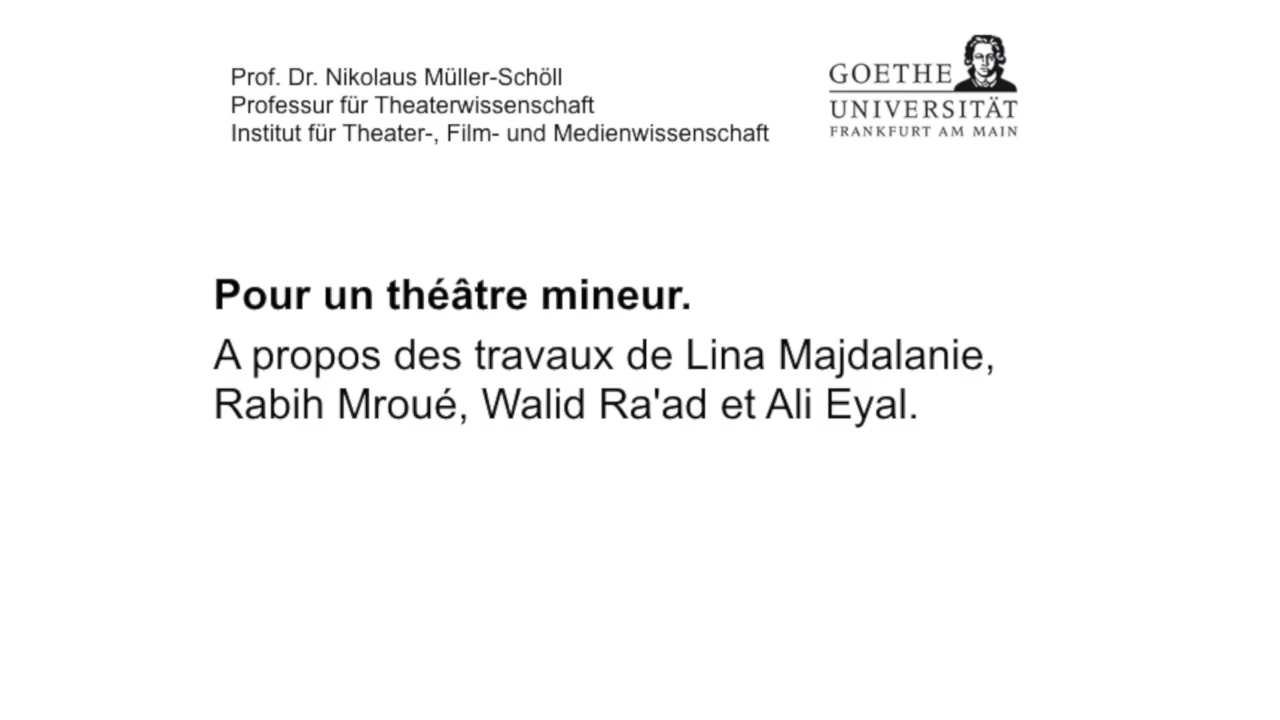 Prof. Dr. Nikolaus Müller-Schöll
Professur für Theaterwissenschaft
Institut für Theater-, Film- und Medienwissenschaft
GOETHE
UNIVERSITÄT
FRANKFURT AM MAIN
Pour un théâtre mineur.
A propos des travaux de Lina Majdalanie,
Rabih Mroué, Walid Ra'ad et Ali Eyal.